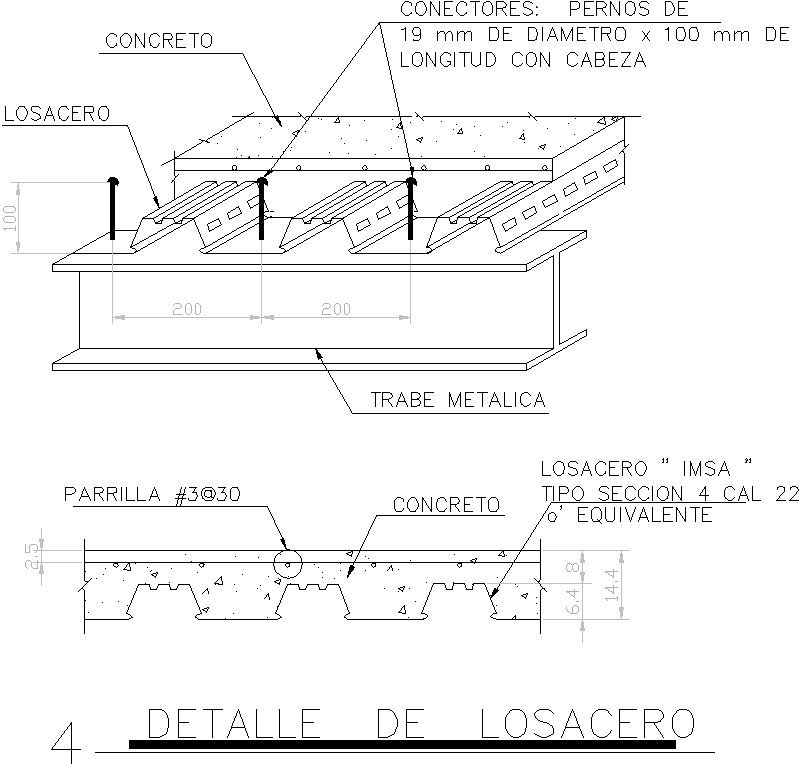 CONECTORES: PERNOS DE
19 mm DE DIAMETRO x 100 mm DE
LONGITUD CON CABEZA
CONCRETO
LOSACERO
100
200
200
TRABE METALICA
LOSACERO " IMSA "
TIPO SECCION 4 CAL 22
o' EQUIVALENTE
PARRILLA #3@30
CONCRETO
2.5
8
6.4
14.4
4
DETALLE DE LOSACERO